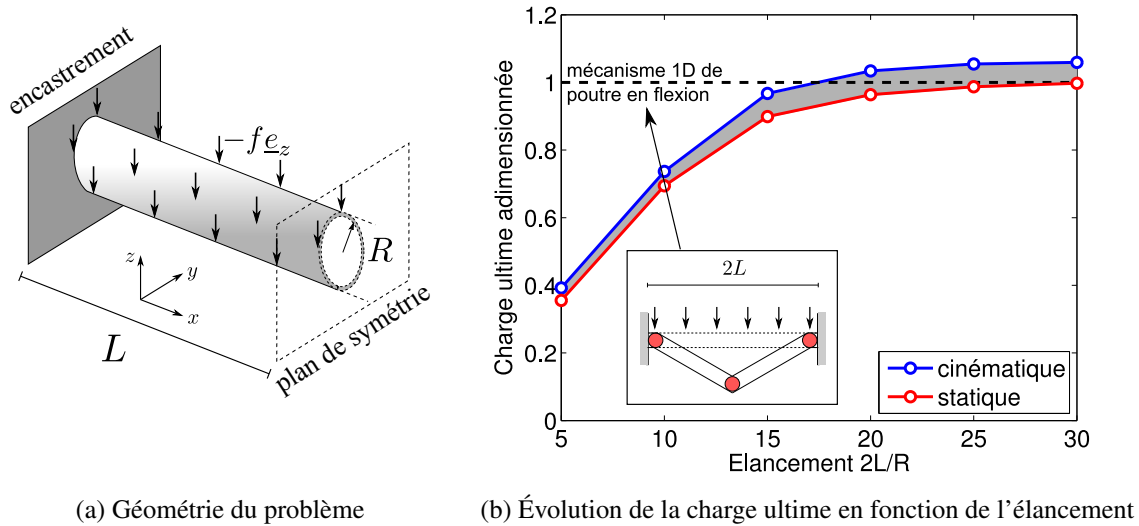 encastrement
−f e_z
R
z
y
x
L
plan de symétrie
(a) Géométrie du problème
1.2
1
0.8
0.6
0.4
0.2
0
Charge ultime adimensionnée
mécanisme 1D de
poutre en flexion
2L
cinématique
statique
5 10 15 20 25 30
Elancement 2L/R
(b) Évolution de la charge ultime en fonction de l'élancement